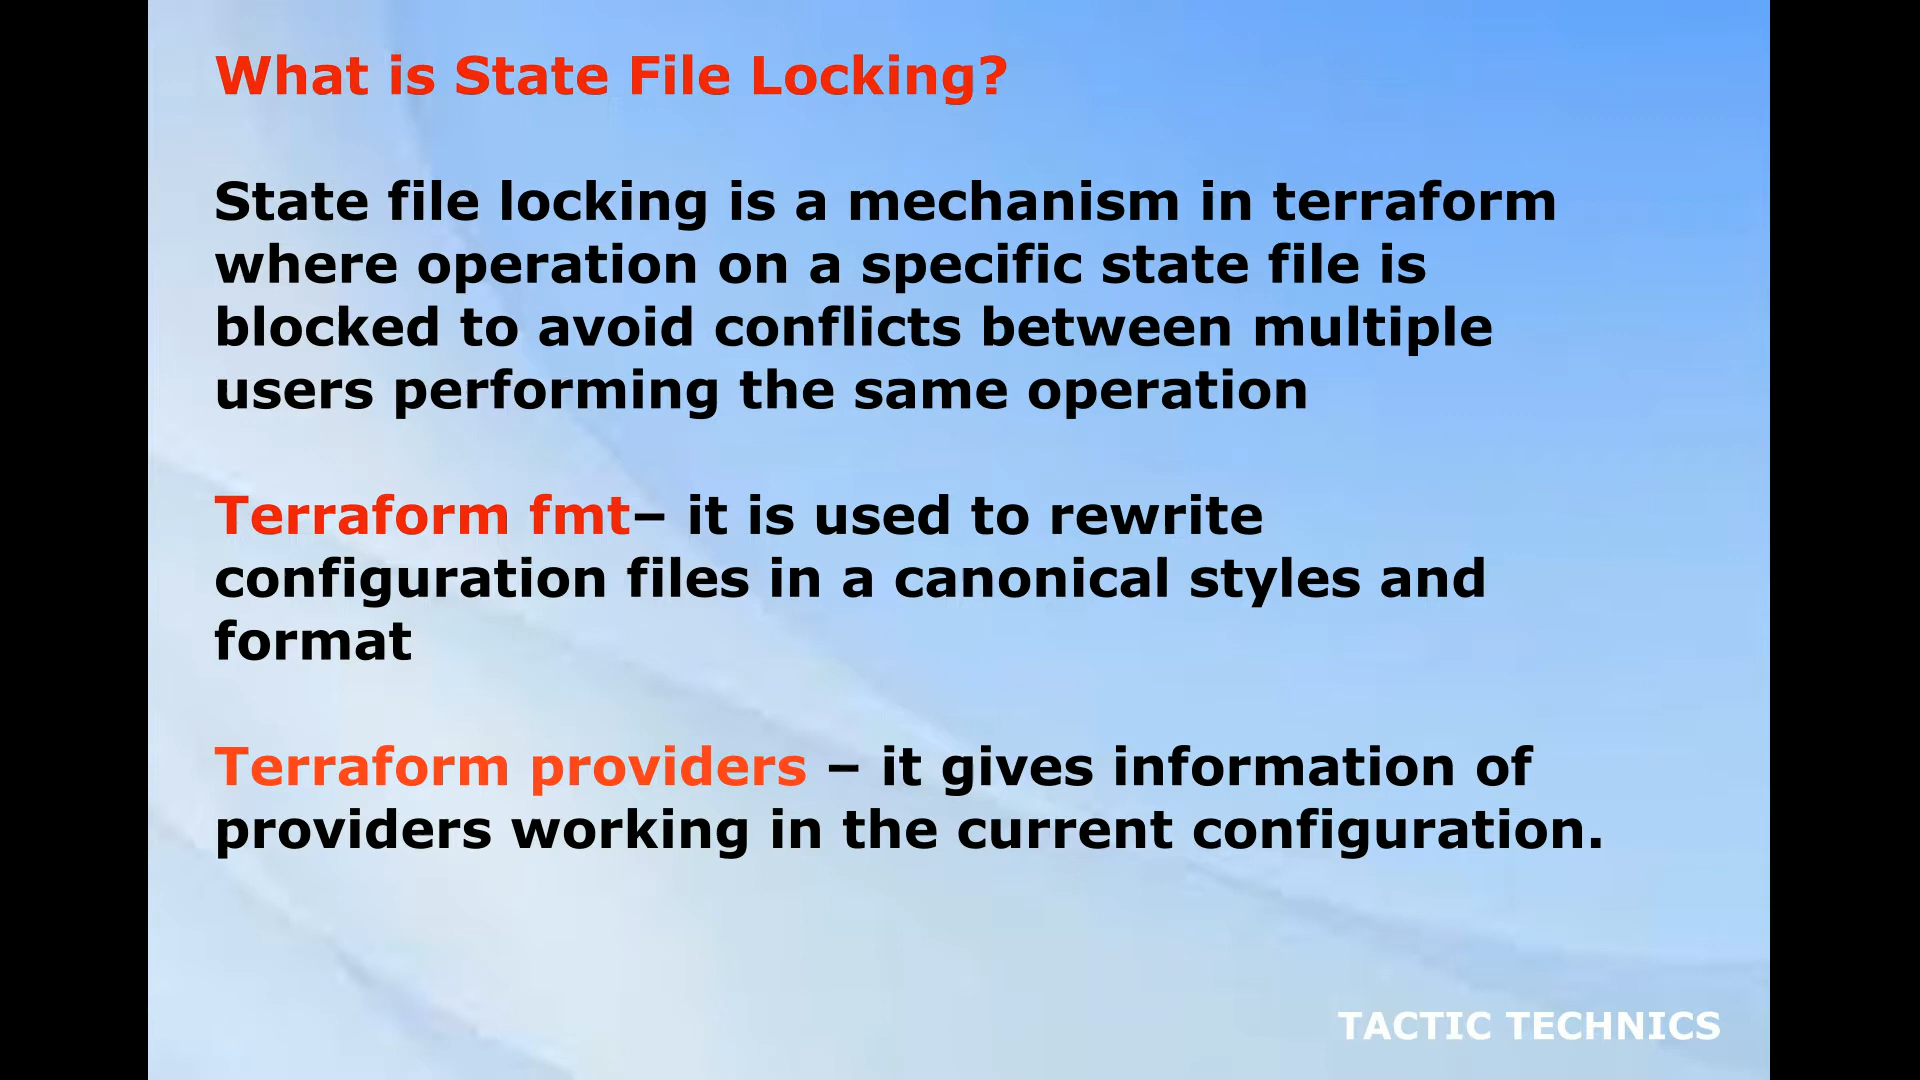 What is State File Locking?
State file locking is a mechanism in terraform
where operation on a specific state file is
blocked to avoid conflicts between multiple
users performing the same operation
Terraform fmt– it is used to rewrite
configuration files in a canonical styles and
format
Terraform providers – it gives information of
providers working in the current configuration.
TACTIC TECHNICS